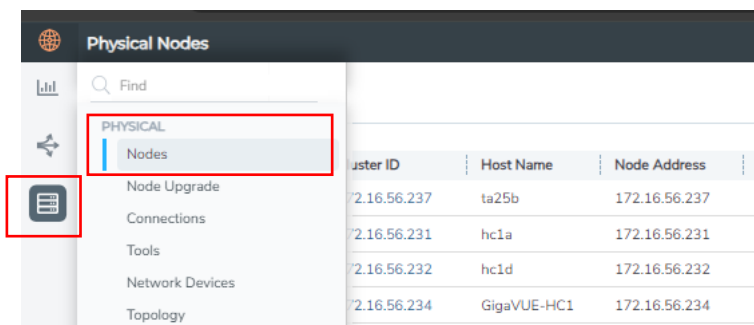 Physical Nodes
Find
PHYSICAL
Nodes
Node Upgrade
Connections
Tools
Network Devices
Topology
uster ID Host Name Node Address
72.16.56.237 ta25b 172.16.56.237
72.16.56.231 hc1a 172.16.56.231
72.16.56.232 hc1d 172.16.56.232
72.16.56.234 GigaVUE-HC1 172.16.56.234